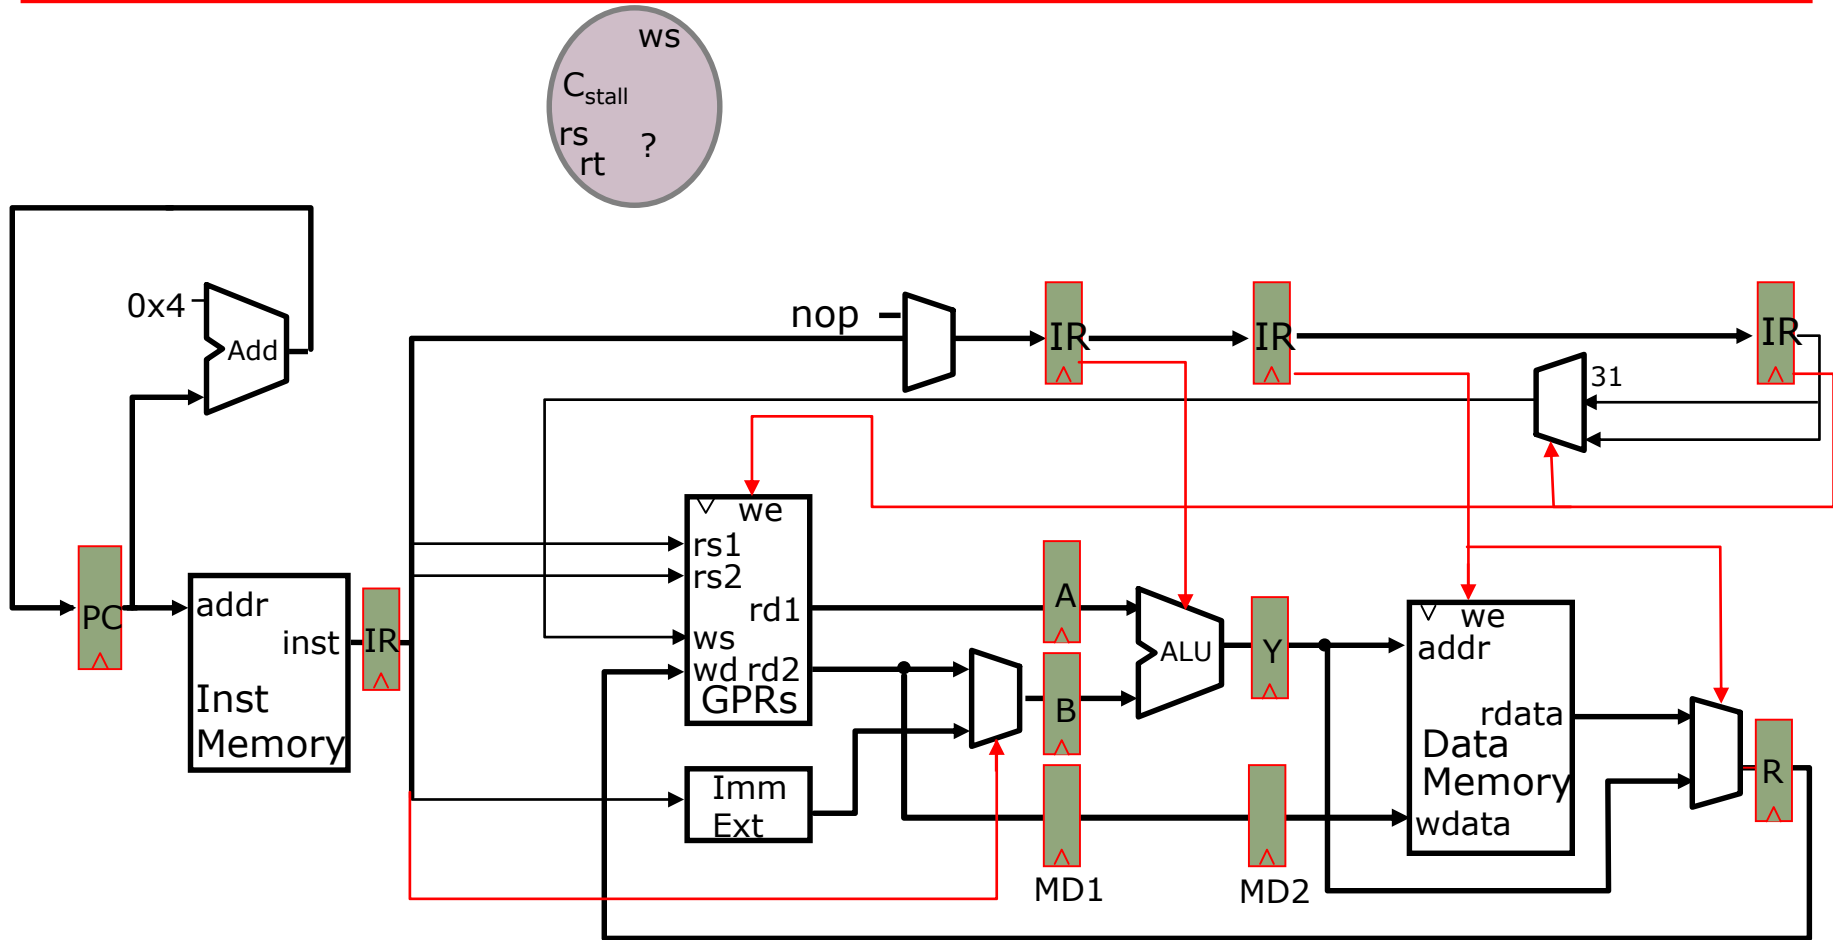 ws
C stall
rs
rt
?
0x4
Add
nop
IR
IR
IR
31
we
rs1
rs2
rd1
ws
wd rd2
GPRs
PC
addr
inst
Inst
Memory
IR
A
B
ALU
Y
we
addr
rdata
Data
Memory
wdata
R
Imm
Ext
MD1
MD2